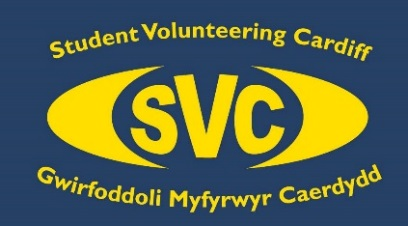 Student Volunteering Cardiff
SVC
Gwirfoddoli Myfyrwyr Caerdydd